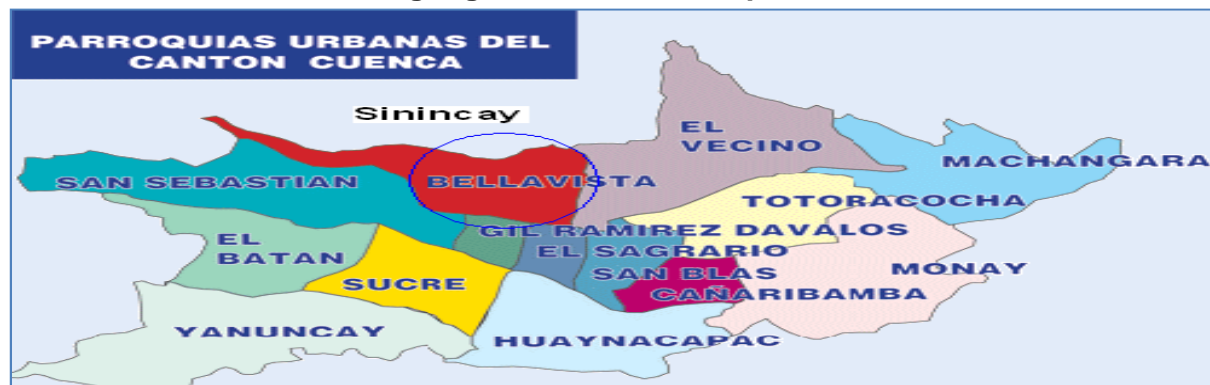 PARROQUIAS URBANAS DEL
CANTON CUENCA
Sinincay
EL
VECINO
MACHANGARA
SAN SEBASTIAN
BELLAVISTA
TOTORACOCHA
GIL RAMIREZ DAVALOS
EL
BATAN
EL SAGRARIO
SAN BLAS
MONAY
SUCRE
CAÑARIBAMBA
YANUNCAY
HUAYNACAPAC